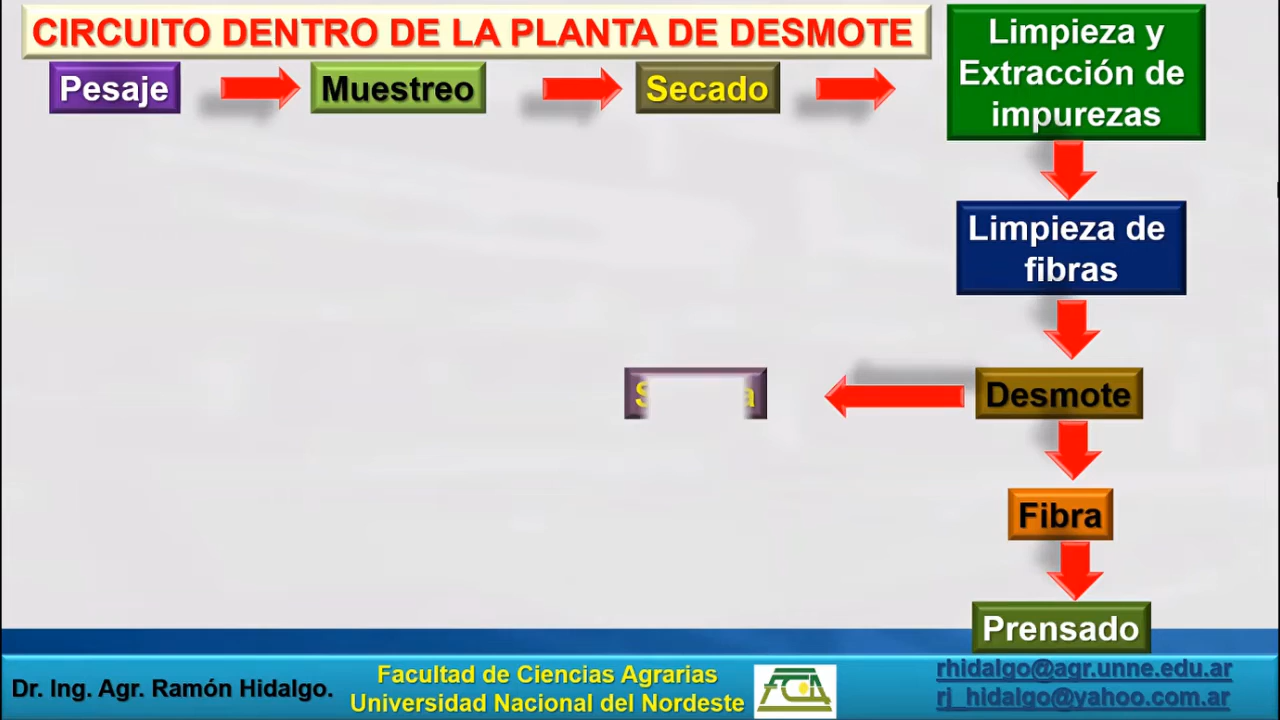 CIRCUITO DENTRO DE LA PLANTA DE DESMOTE
Pesaje
Muestreo
Secado
Limpieza y
Extracción de
impurezas
Limpieza de
fibras
Desmote
Fibra
Prensado
Dr. Ing. Agr. Ramón Hidalgo.
Facultad de Ciencias Agrarias
Universidad Nacional del Nordeste
FCA
rhidalgo@agr.unne.edu.ar
rj_hidalgo@yahoo.com.ar